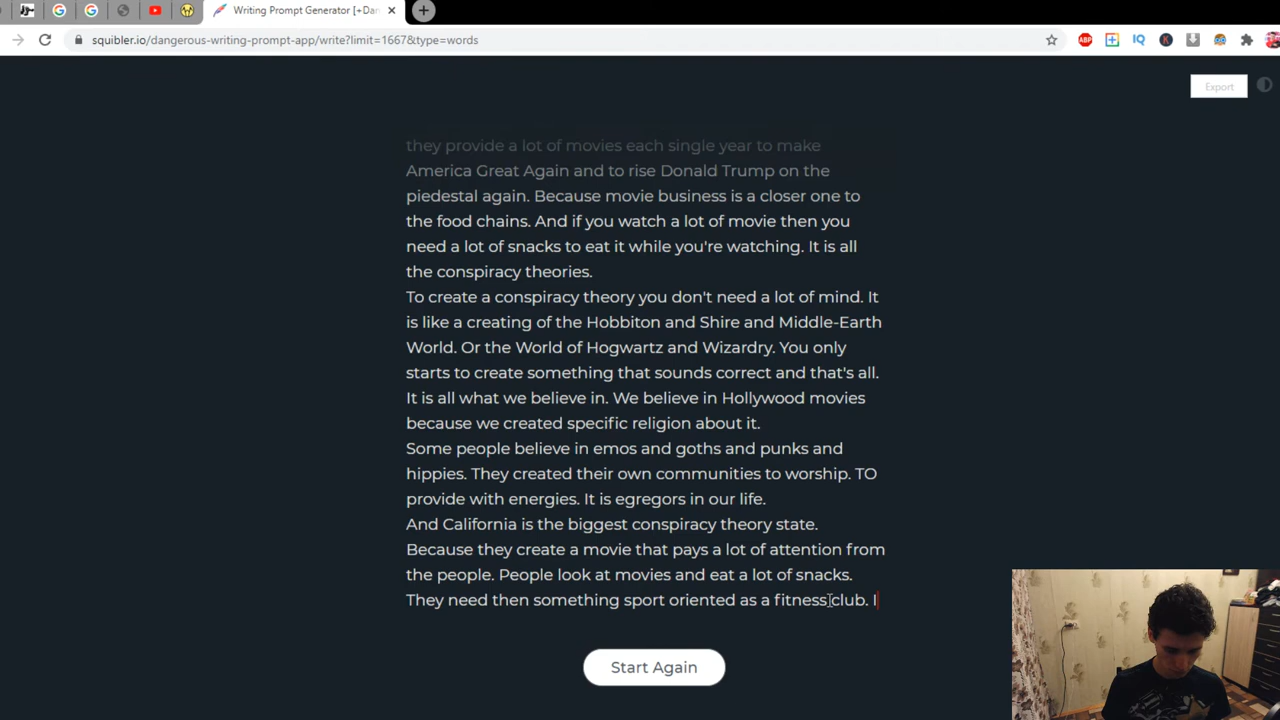 Writing Prompt Generator [+Dan
squibler.io/dangerous-writing-prompt-app/write?limit=1667&type=words
ABP
IQ
K
Export
they provide a lot of movies each single year to make
America Great Again and to rise Donald Trump on the
piedestal again. Because movie business is a closer one to
the food chains. And if you watch a lot of movie then you
need a lot of snacks to eat it while you're watching. It is all
the conspiracy theories.
To create a conspiracy theory you don't need a lot of mind. It
is like a creating of the Hobbiton and Shire and Middle-Earth
World. Or the World of Hogwartz and Wizardry. You only
starts to create something that sounds correct and that's all.
It is all what we believe in. We believe in Hollywood movies
because we created specific religion about it.
Some people believe in emos and goths and punks and
hippies. They created their own communities to worship. TO
provide with energies. It is egregors in our life.
And California is the biggest conspiracy theory state.
Because they create a movie that pays a lot of attention from
the people. People look at movies and eat a lot of snacks.
They need then something sport oriented as a fitness club. I
Start Again